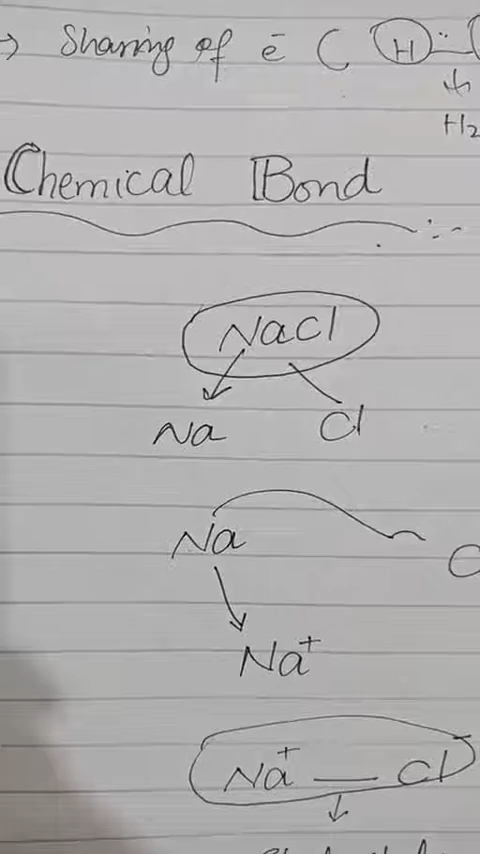 → Sharing of e⁻ ( H :
H₂
Chemical Bond
NaCl
Na Cl
Na
Na⁺
Na⁺ — Cl